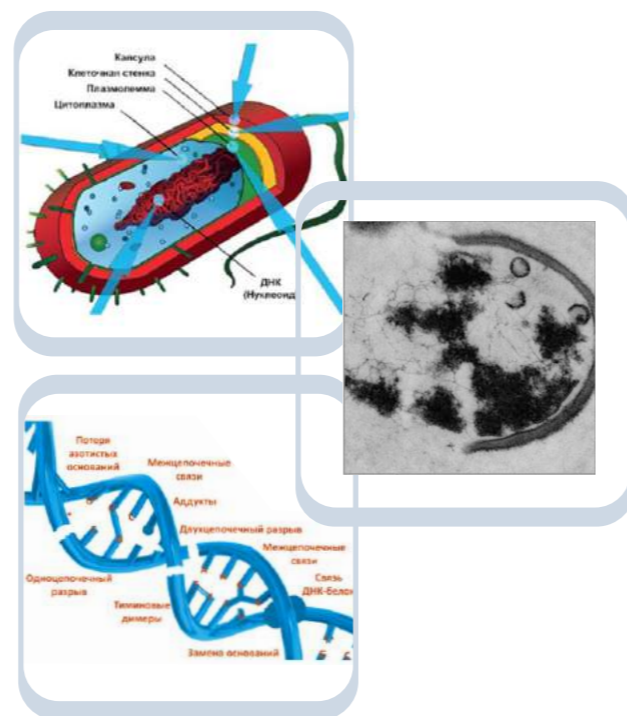 Капсула
Клеточная стенка
Плазмолемма
Цитоплазма
ДНК
(Нуклеоид
Потеря
азотистых
оснований
Межцепочечные
связи
Аддукты
Двухцепочечный разрыв
Межцепочечные
связи
Связь
ДНК-белок
Одноцепочечный
разрыв
Тиминовые
димеры
Замена оснований